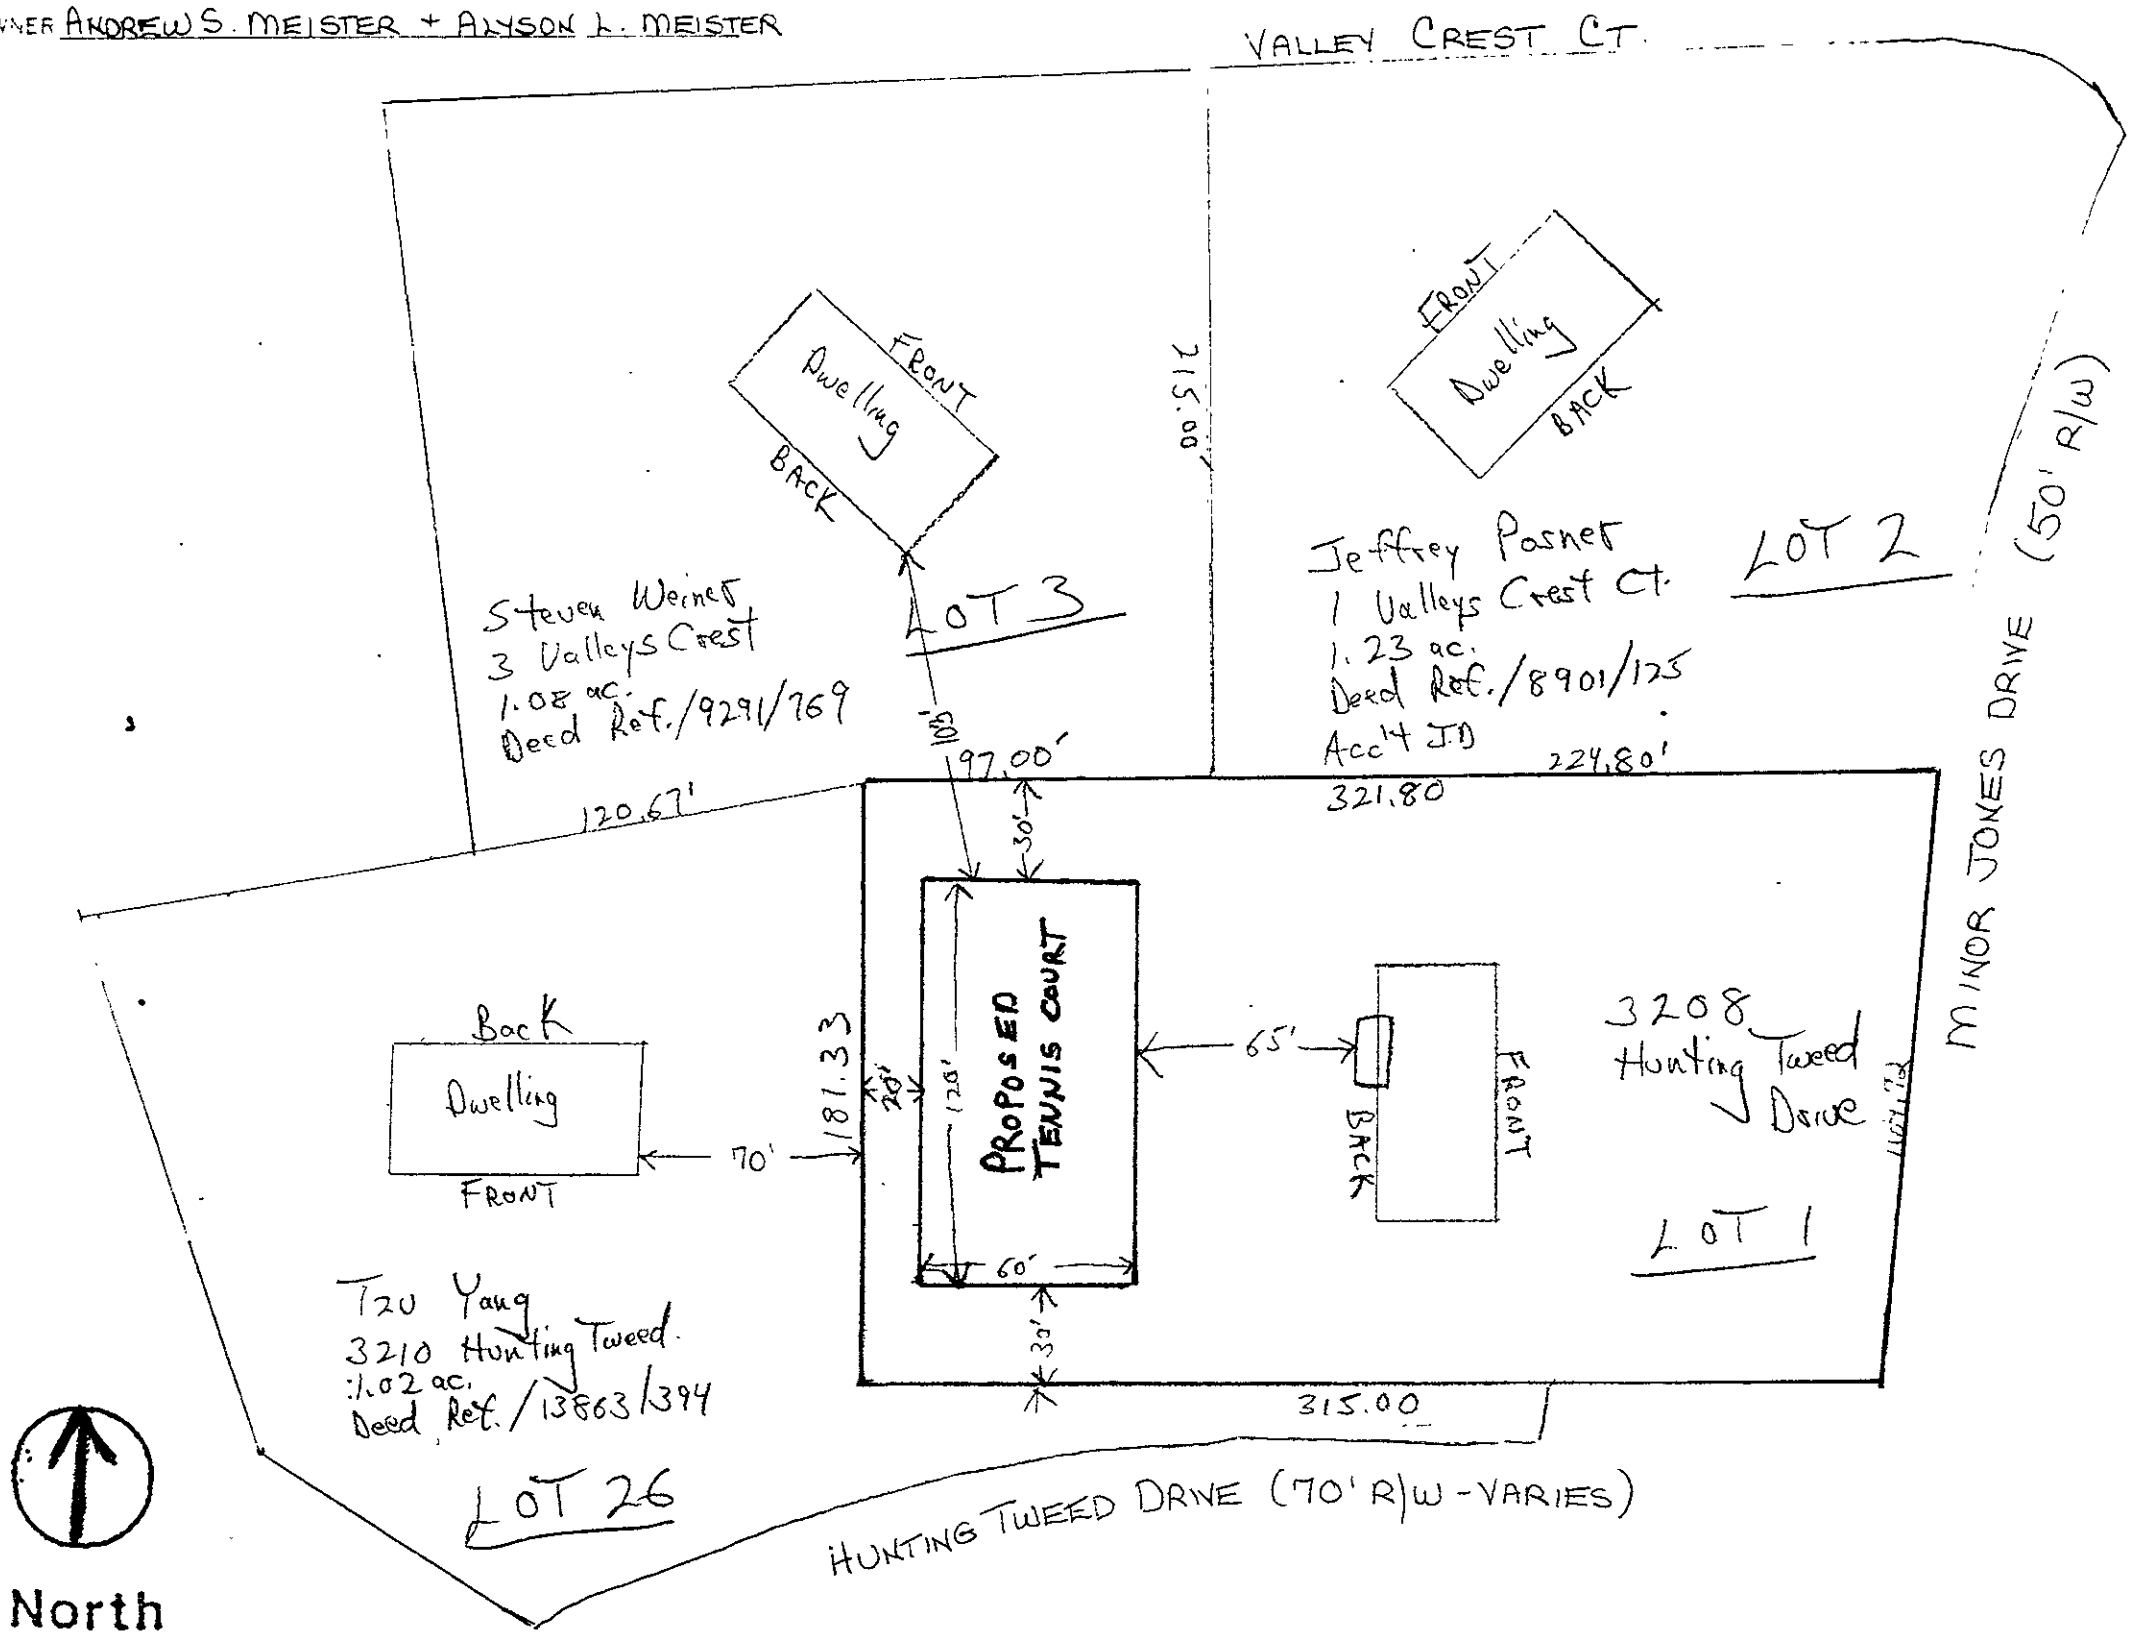 OWNER ANDREW S. MEISTER + ALYSON L. MEISTER
VALLEY CREST CT.
FRONT
Dwelling
BACK
FRONT
Dwelling
BACK
215.00'
MINOR JONES DRIVE (50' R/W)
Steven Weiner
3 Valleys Crest
1.08 ac.
Deed Ref./9291/769
LOT 3
Jeffrey Posner
1 Valleys Crest Ct.
1.23 ac.
Deed Ref./8901/125
Acc't ID
LOT 2
97.00'
224.80'
321.80
120.67'
30'
Back
Dwelling
FRONT
70'
181.33
20'
120'
PROPOSED
TENNIS COURT
60'
30'
65'
BACK
FRONT
3208
Hunting Tweed
Drive
LOT 1
Tzu Yang
3210 Hunting Tweed.
1.02 ac.
Deed Ref./13863/394
LOT 26
315.00
HUNTING TWEED DRIVE (70' R/W - VARIES)
North